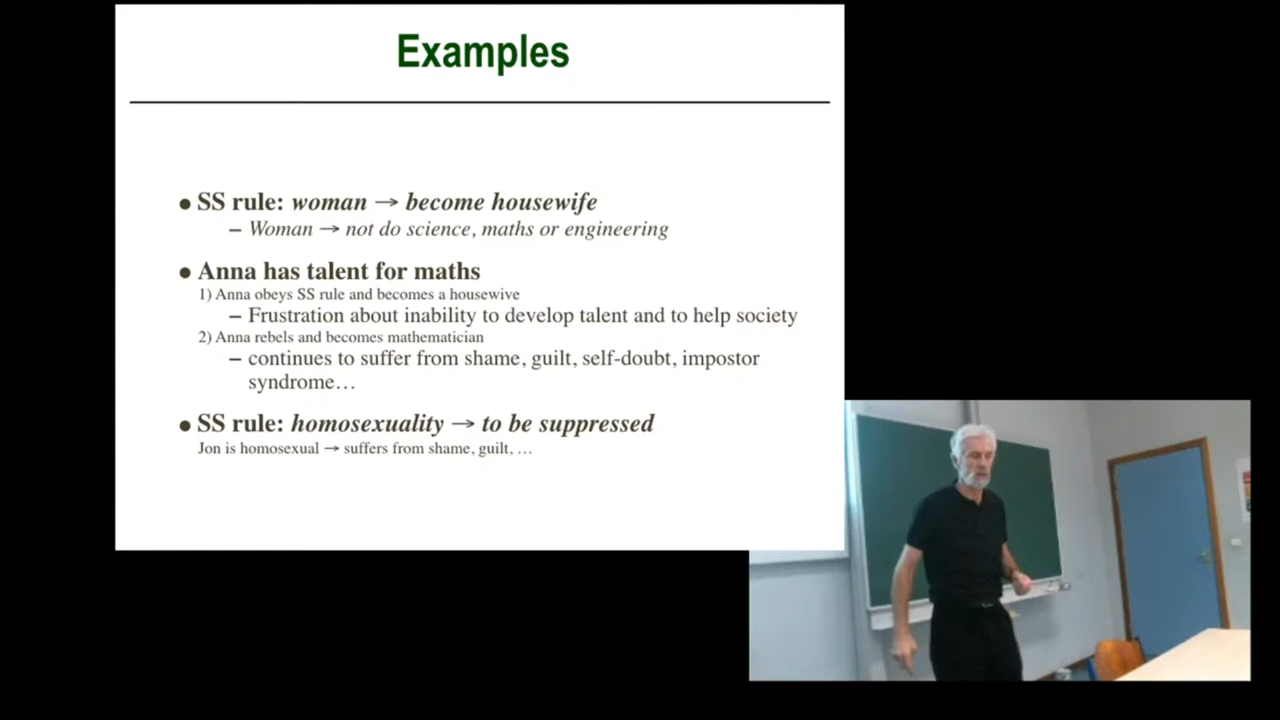 Examples
● SS rule: woman → become housewife
– Woman → not do science, maths or engineering
● Anna has talent for maths
1) Anna obeys SS rule and becomes a housewive
– Frustration about inability to develop talent and to help society
2) Anna rebels and becomes mathematician
– continues to suffer from shame, guilt, self-doubt, impostor
syndrome…
● SS rule: homosexuality → to be suppressed
Jon is homosexual → suffers from shame, guilt, …